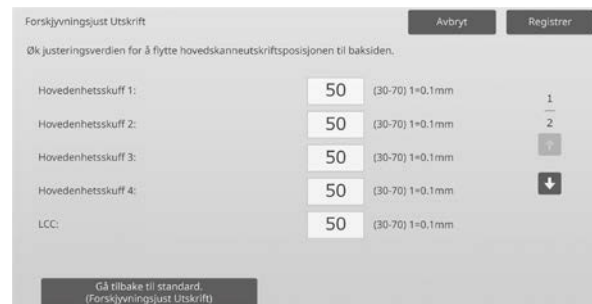 Forskjyvningsjust Utskrift
Avbryt
Registrer
Øk justeringsverdien for å flytte hovedskanneutskriftsposisjonen til baksiden.
Hovedenhetsskuff 1: 50 (30-70) 1=0.1mm
1
Hovedenhetsskuff 2: 50 (30-70) 1=0.1mm
2
Hovedenhetsskuff 3: 50 (30-70) 1=0.1mm
Hovedenhetsskuff 4: 50 (30-70) 1=0.1mm
LCC: 50 (30-70) 1=0.1mm
Gå tilbake til standard.
(Forskjyvningsjust Utskrift)